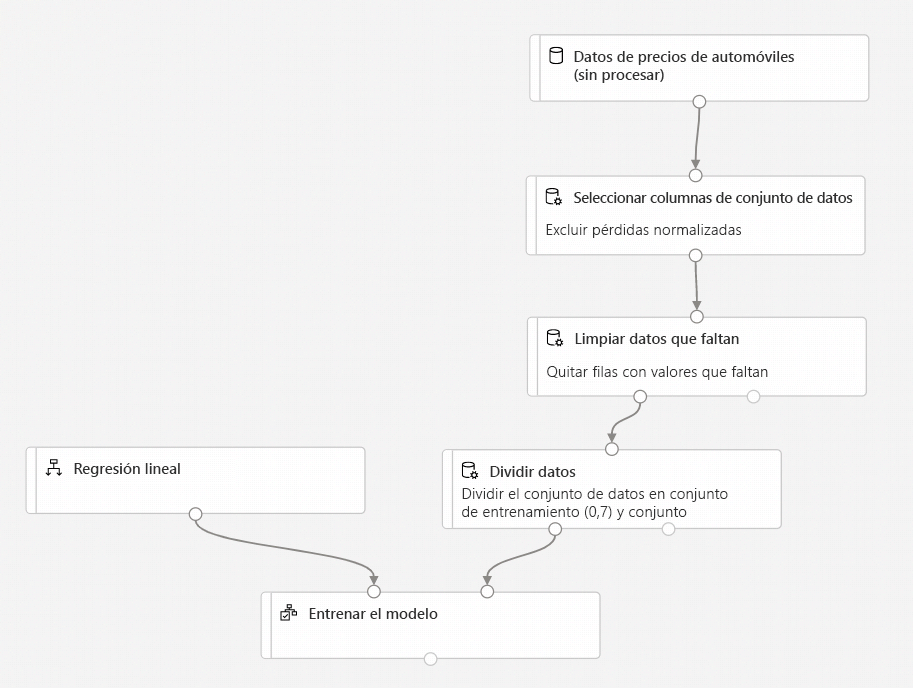 Datos de precios de automóviles
(sin procesar)
Seleccionar columnas de conjunto de datos
Excluir pérdidas normalizadas
Limpiar datos que faltan
Quitar filas con valores que faltan
Regresión lineal
Dividir datos
Dividir el conjunto de datos en conjunto
de entrenamiento (0,7) y conjunto
Entrenar el modelo